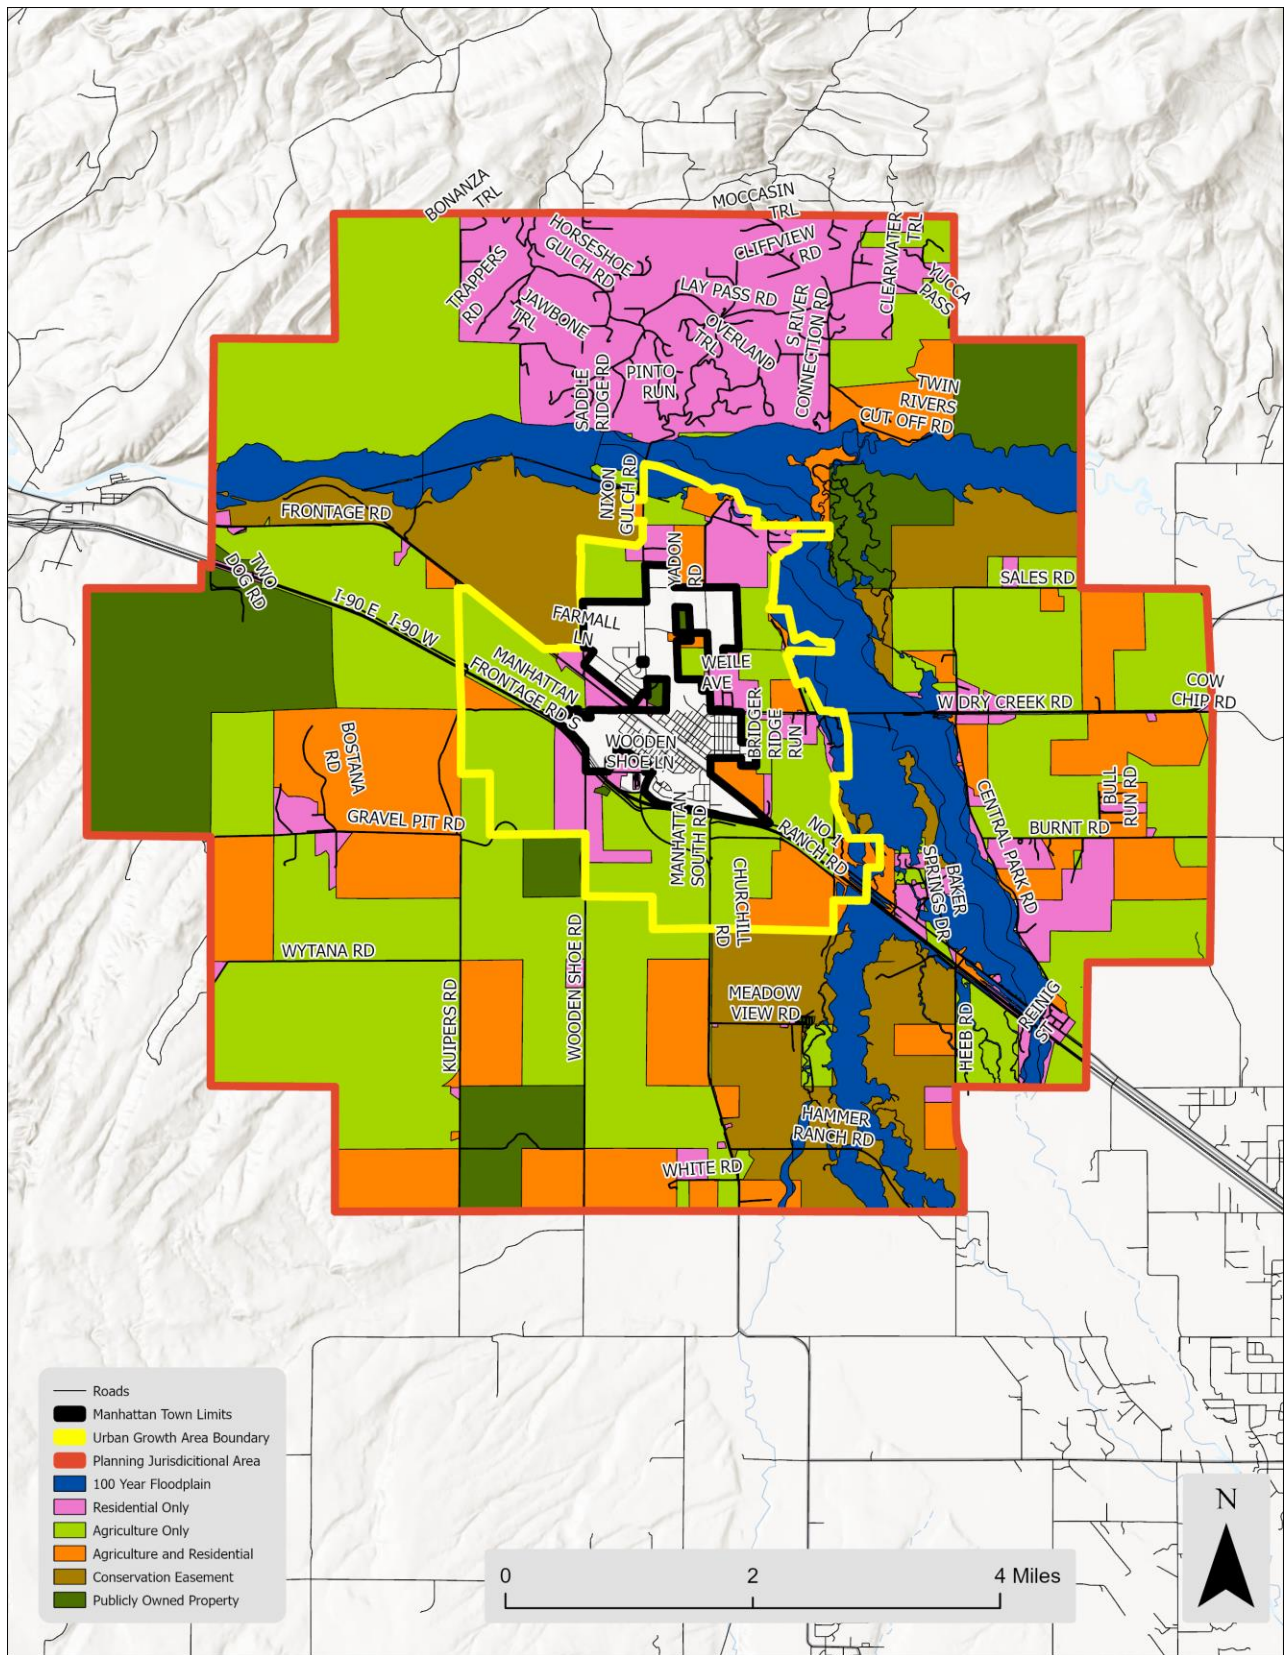 BONANZA
TRL
MOCCASIN
TRL
HORSESHOE
GULCH RD
CLIFFVIEW
RD
CLEARWATER
TRL
TRAPPERS
RD
JAWBONE
TRL
LAY PASS RD
YUCCA
PASS
S RIVER
CONNECTION RD
OVERLAND
TRL
SADDLE
RIDGE RD
PINTO
RUN
TWIN
RIVERS
CUT OFF RD
NIXON
GULCH RD
FRONTAGE RD
YADON
RD
TWO
DOG RD
SALES RD
I-90 E
I-90 W
FARMALL
LN
MANHATTAN
FRONTAGE RD S
WEILE
AVE
COW
CHIP RD
W DRY CREEK RD
BRIDGER
RIDGE
RUN
BOSTANA
RD
WOODEN
SHOE LN
BULL
RUN RD
CENTRAL PARK RD
GRAVEL PIT RD
MANHATTAN
SOUTH RD
NO 1
RANCH RD
BURNT RD
CHURCHILL
RD
BAKER
SPRINGS DR
WYTANA RD
WOODEN SHOE RD
KUIPERS RD
MEADOW
VIEW RD
HEEB RD
REINIG
ST
HAMMER
RANCH RD
WHITE RD
Roads
Manhattan Town Limits
Urban Growth Area Boundary
Planning Jurisdicitional Area
100 Year Floodplain
Residential Only
Agriculture Only
Agriculture and Residential
Conservation Easement
Publicly Owned Property
0 2 4 Miles
N